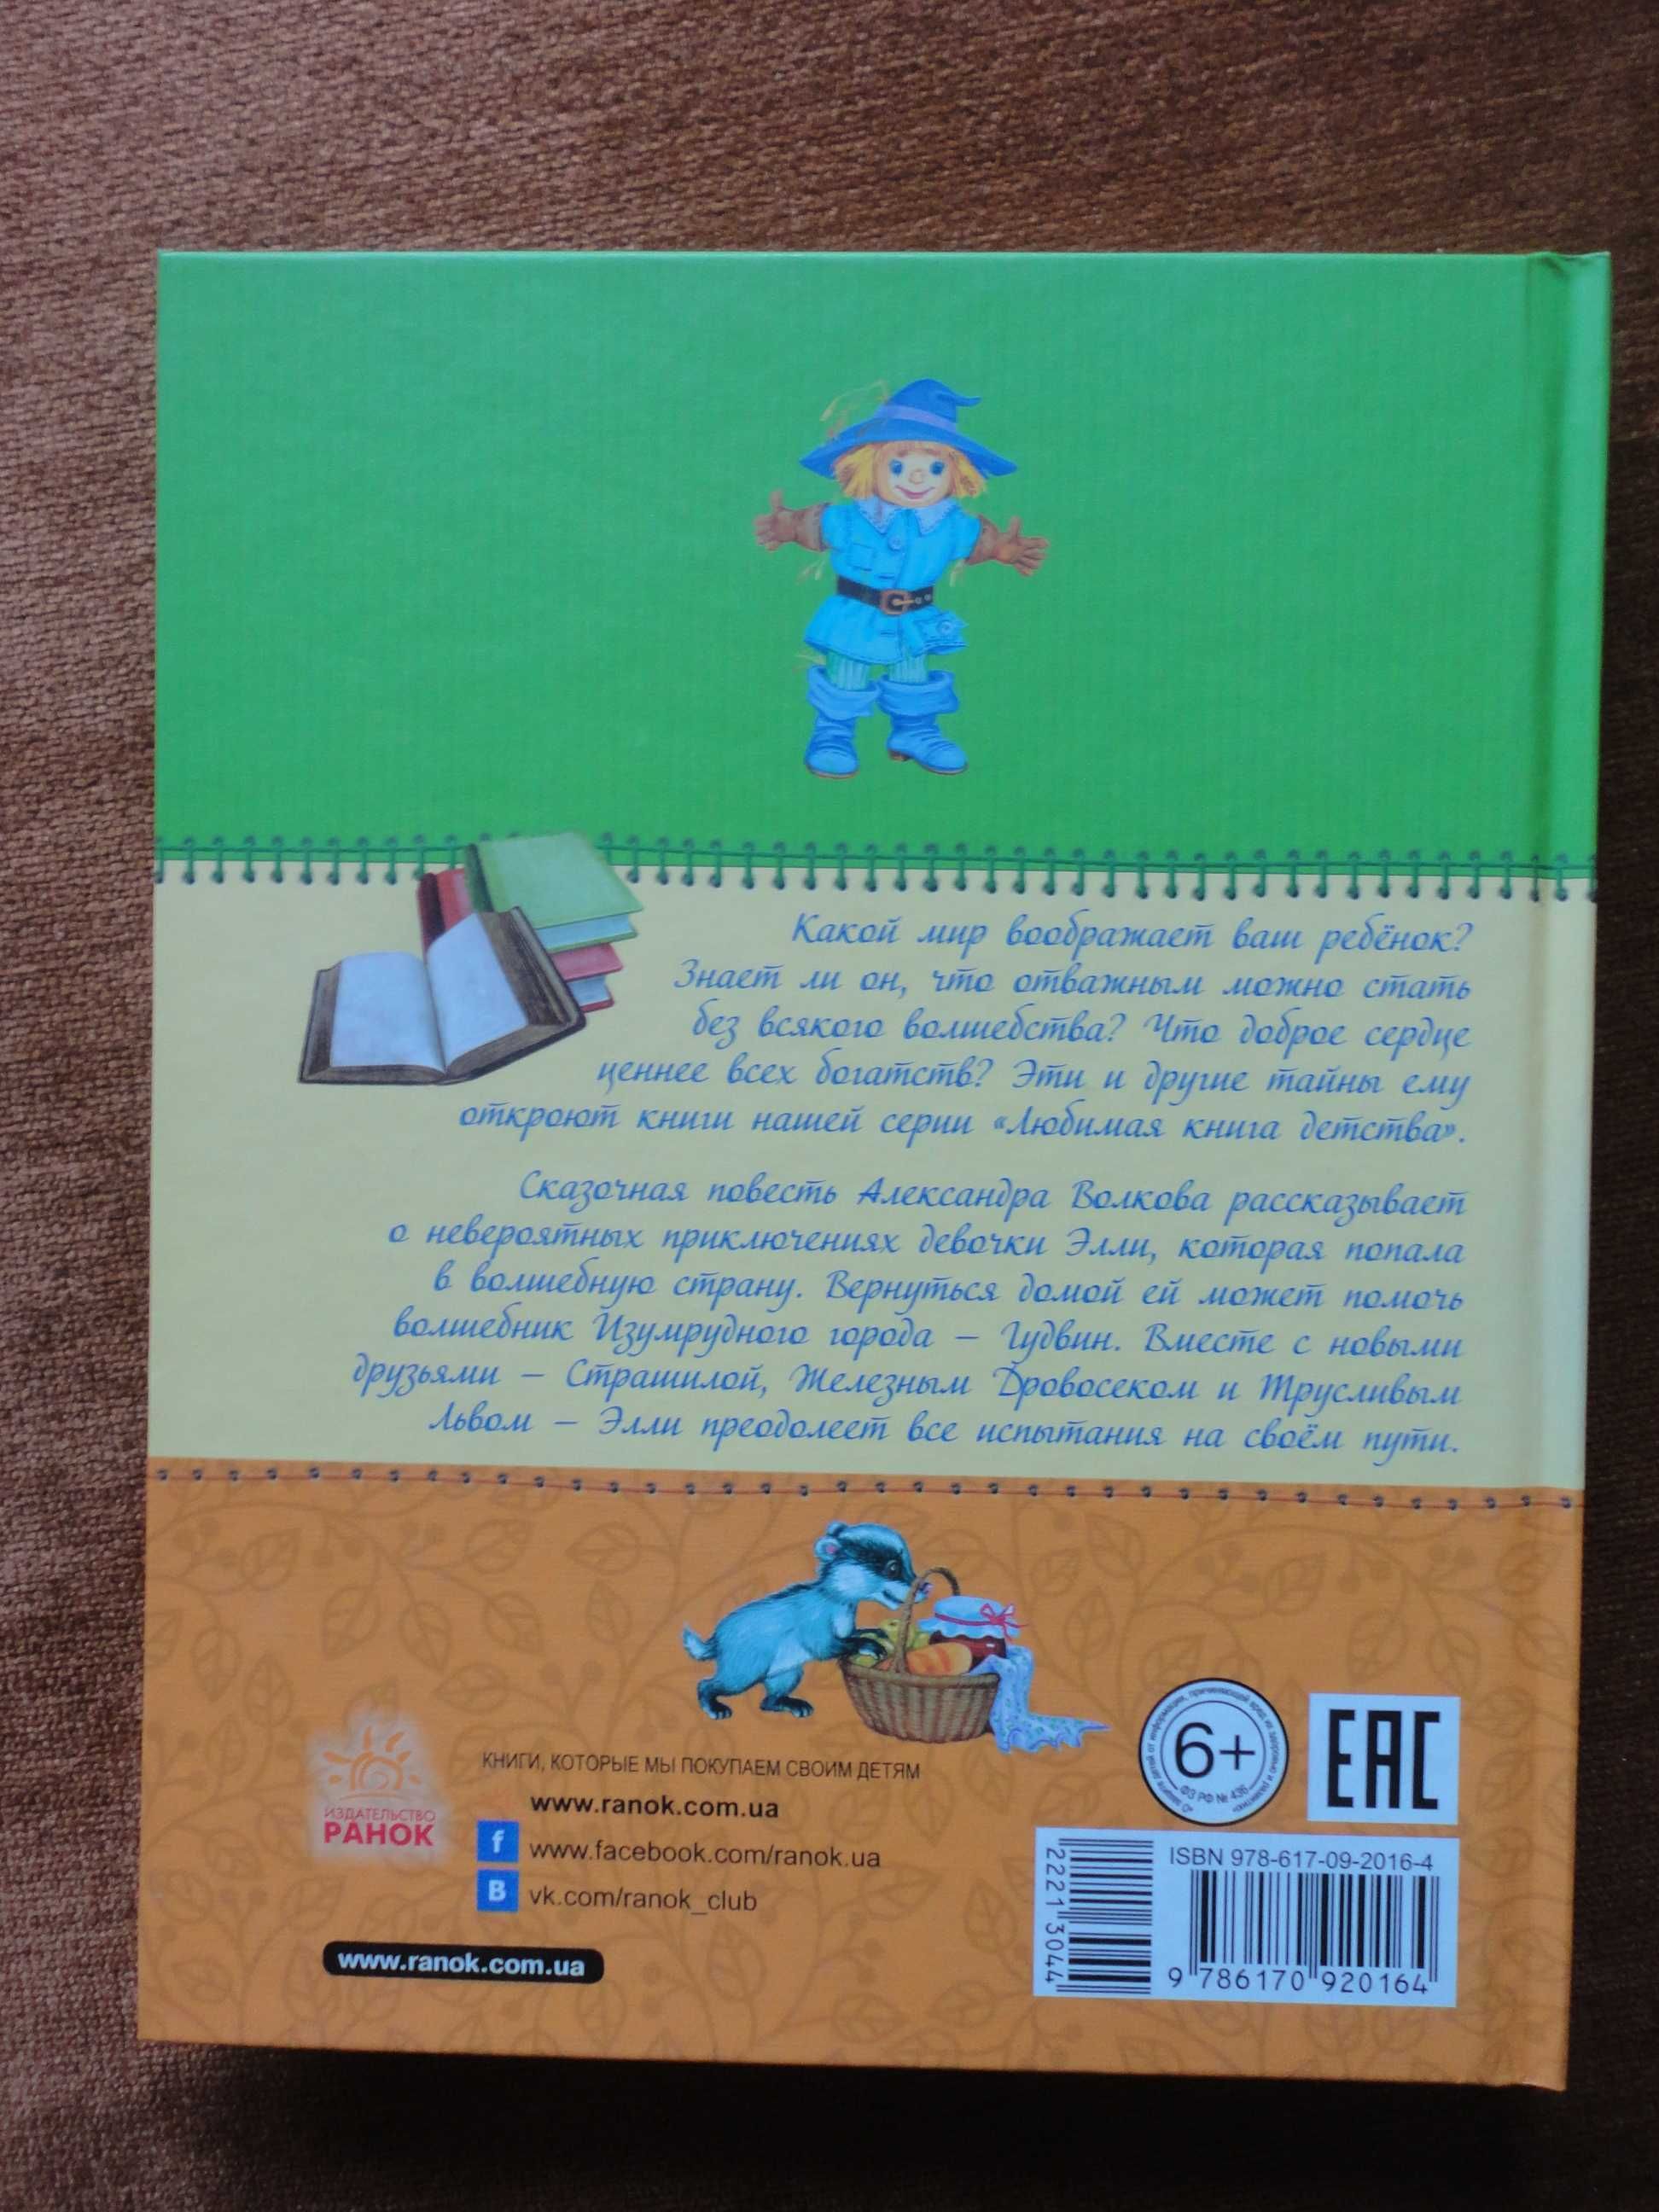 Какой мир воображает ваш ребёнок?
Знает ли он, что отважным можно стать
без всякого волшебства? Что доброе сердце
ценнее всех богатств? Эти и другие тайны ему
откроют книги нашей серии «Любимая книга детства».
Сказочная повесть Александра Волкова рассказывает
о невероятных приключениях девочки Элли, которая попала
в волшебную страну. Вернуться домой ей может помочь
волшебник Изумрудного города – Гудвин. Вместе с новыми
друзьями – Страшилой, Железным Дровосеком и Трусливым
Львом – Элли преодолеет все испытания на своём пути.
ИЗДАТЕЛЬСТВО
РАНОК
КНИГИ, КОТОРЫЕ МЫ ПОКУПАЕМ СВОИМ ДЕТЯМ
www.ranok.com.ua
f www.facebook.com/ranok.ua
B vk.com/ranok_club
www.ranok.com.ua
6+
ФЗ РФ № 436
EAC
2221 3044
ISBN 978-617-09-2016-4
9 786170 920164